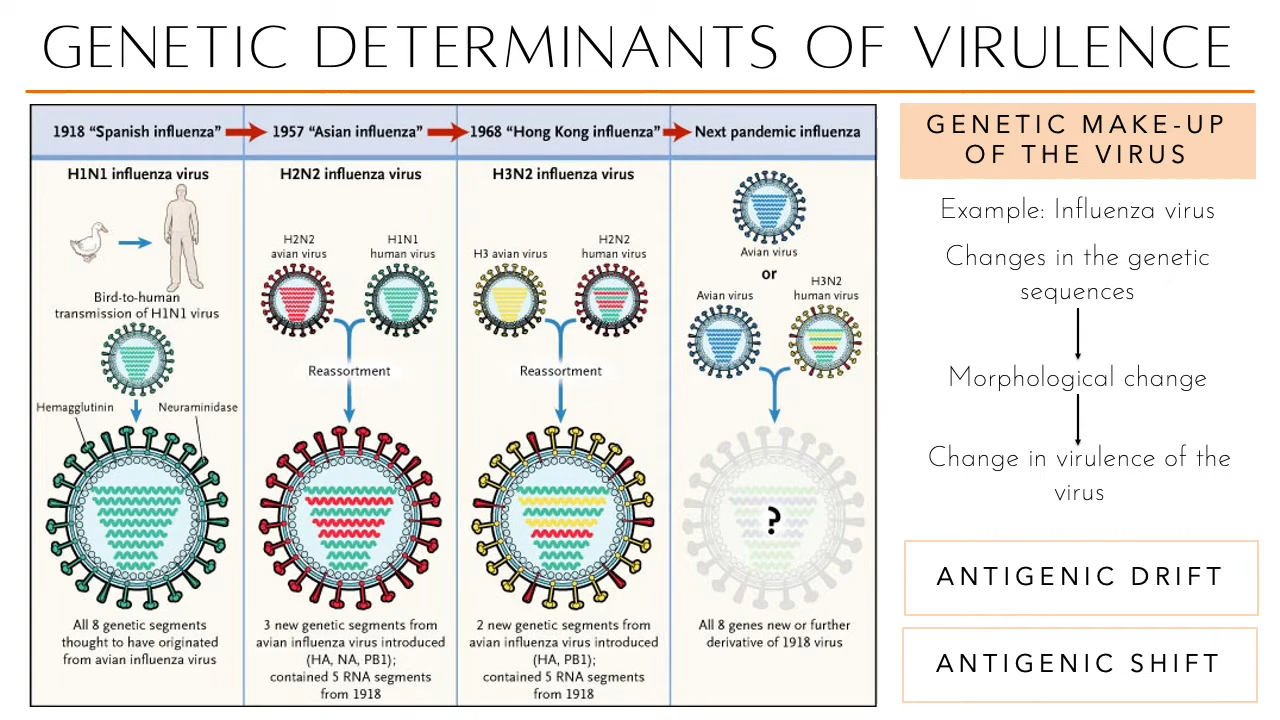 GENETIC DETERMINANTS OF VIRULENCE
1918 “Spanish influenza”
1957 “Asian influenza”
1968 “Hong Kong influenza”
Next pandemic influenza
H1N1 influenza virus
Bird-to-human
transmission of H1N1 virus
Hemagglutinin
Neuraminidase
All 8 genetic segments
thought to have originated
from avian influenza virus
H2N2 influenza virus
H2N2
avian virus
H1N1
human virus
Reassortment
3 new genetic segments from
avian influenza virus introduced
(HA, NA, PB1);
contained 5 RNA segments
from 1918
H3N2 influenza virus
H3 avian virus
H2N2
human virus
Reassortment
2 new genetic segments from
avian influenza virus introduced
(HA, PB1);
contained 5 RNA segments
from 1918
Avian virus
or
Avian virus
H3N2
human virus
?
All 8 genes new or further
derivative of 1918 virus
GENETIC MAKE-UP
OF THE VIRUS
Example: Influenza virus
Changes in the genetic
sequences
Morphological change
Change in virulence of the
virus
ANTIGENIC DRIFT
ANTIGENIC SHIFT